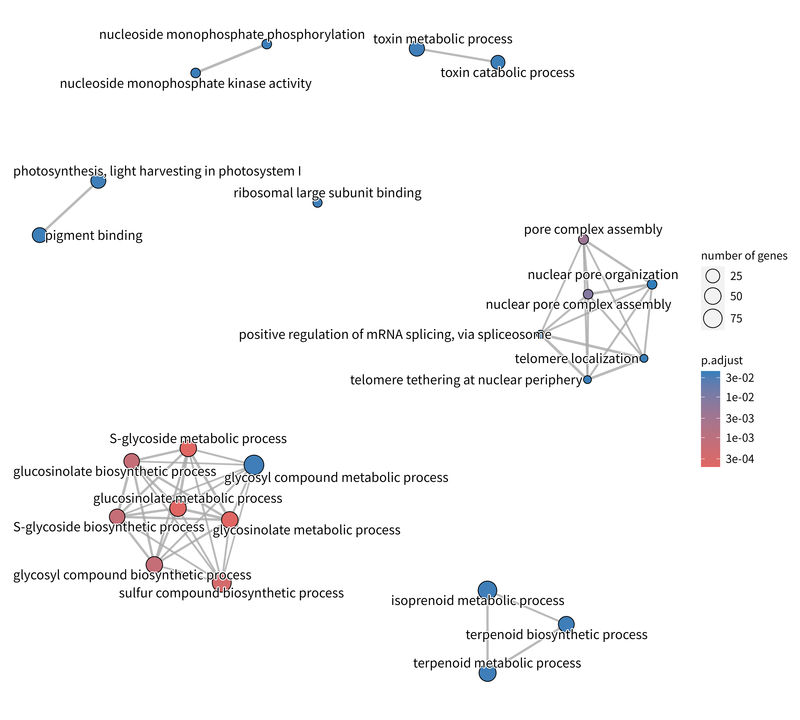 nucleoside monophosphate phosphorylation
toxin metabolic process
toxin catabolic process
nucleoside monophosphate kinase activity
photosynthesis, light harvesting in photosystem I
ribosomal large subunit binding
pigment binding
pore complex assembly
nuclear pore organization
nuclear pore complex assembly
positive regulation of mRNA splicing, via spliceosome
telomere localization
telomere tethering at nuclear periphery
number of genes
25
50
75
p.adjust
3e-02
1e-02
3e-03
1e-03
3e-04
S-glycoside metabolic process
glucosinolate biosynthetic process
glycosyl compound metabolic process
glucosinolate metabolic process
S-glycoside biosynthetic process
glycosinolate metabolic process
glycosyl compound biosynthetic process
sulfur compound biosynthetic process
isoprenoid metabolic process
terpenoid biosynthetic process
terpenoid metabolic process